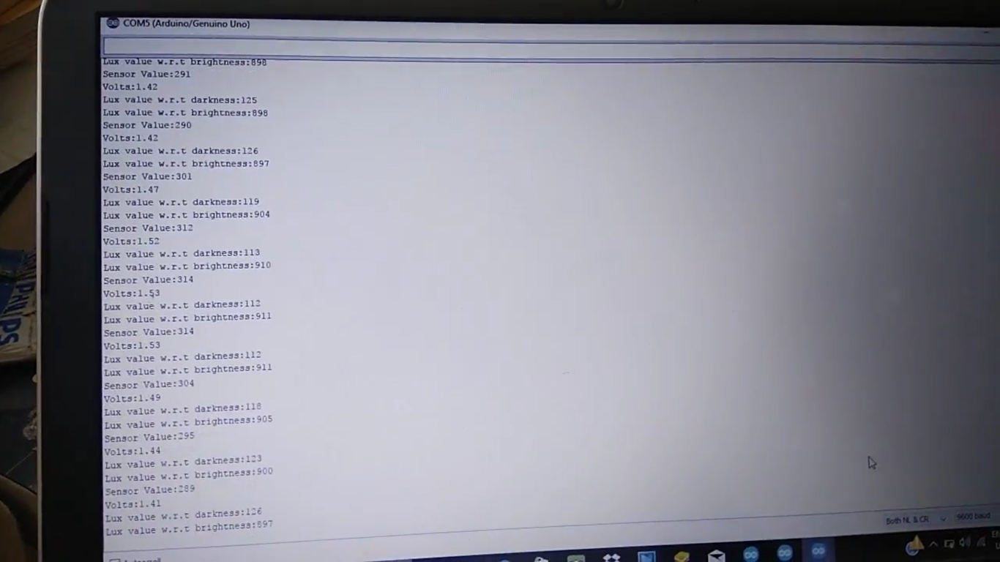 COM5 (Arduino/Genuino Uno)
Lux value w.r.t brightness:898
Sensor Value:291
Volts:1.42
Lux value w.r.t darkness:125
Lux value w.r.t brightness:898
Sensor Value:290
Volts:1.42
Lux value w.r.t darkness:126
Lux value w.r.t brightness:897
Sensor Value:301
Volts:1.47
Lux value w.r.t darkness:119
Lux value w.r.t brightness:904
Sensor Value:312
Volts:1.52
Lux value w.r.t darkness:113
Lux value w.r.t brightness:910
Sensor Value:314
Volts:1.53
Lux value w.r.t darkness:112
Lux value w.r.t brightness:911
Sensor Value:314
Volts:1.53
Lux value w.r.t darkness:112
Lux value w.r.t brightness:911
Sensor Value:304
Volts:1.49
Lux value w.r.t darkness:118
Lux value w.r.t brightness:905
Sensor Value:295
Volts:1.44
Lux value w.r.t darkness:123
Lux value w.r.t brightness:900
Sensor Value:289
Volts:1.41
Lux value w.r.t darkness:126
Lux value w.r.t brightness:897
Both NL & CR
9600 baud
PHILIPS